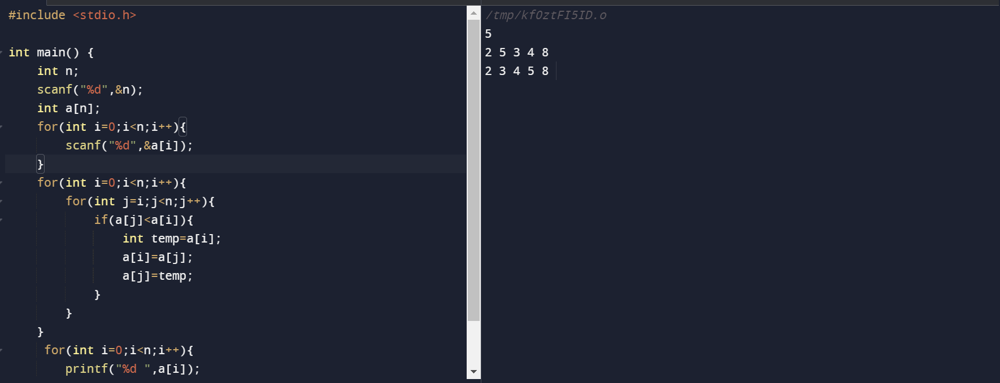 #include <stdio.h>
int main() {
    int n;
    scanf("%d",&n);
    int a[n];
    for(int i=0;i<n;i++){
        scanf("%d",&a[i]);
    }
    for(int i=0;i<n;i++){
        for(int j=i;j<n;j++){
            if(a[j]<a[i]){
                int temp=a[i];
                a[i]=a[j];
                a[j]=temp;
            }
        }
    }
     for(int i=0;i<n;i++){
        printf("%d ",a[i]);
/tmp/kfOztFI5ID.o
5
2 5 3 4 8
2 3 4 5 8